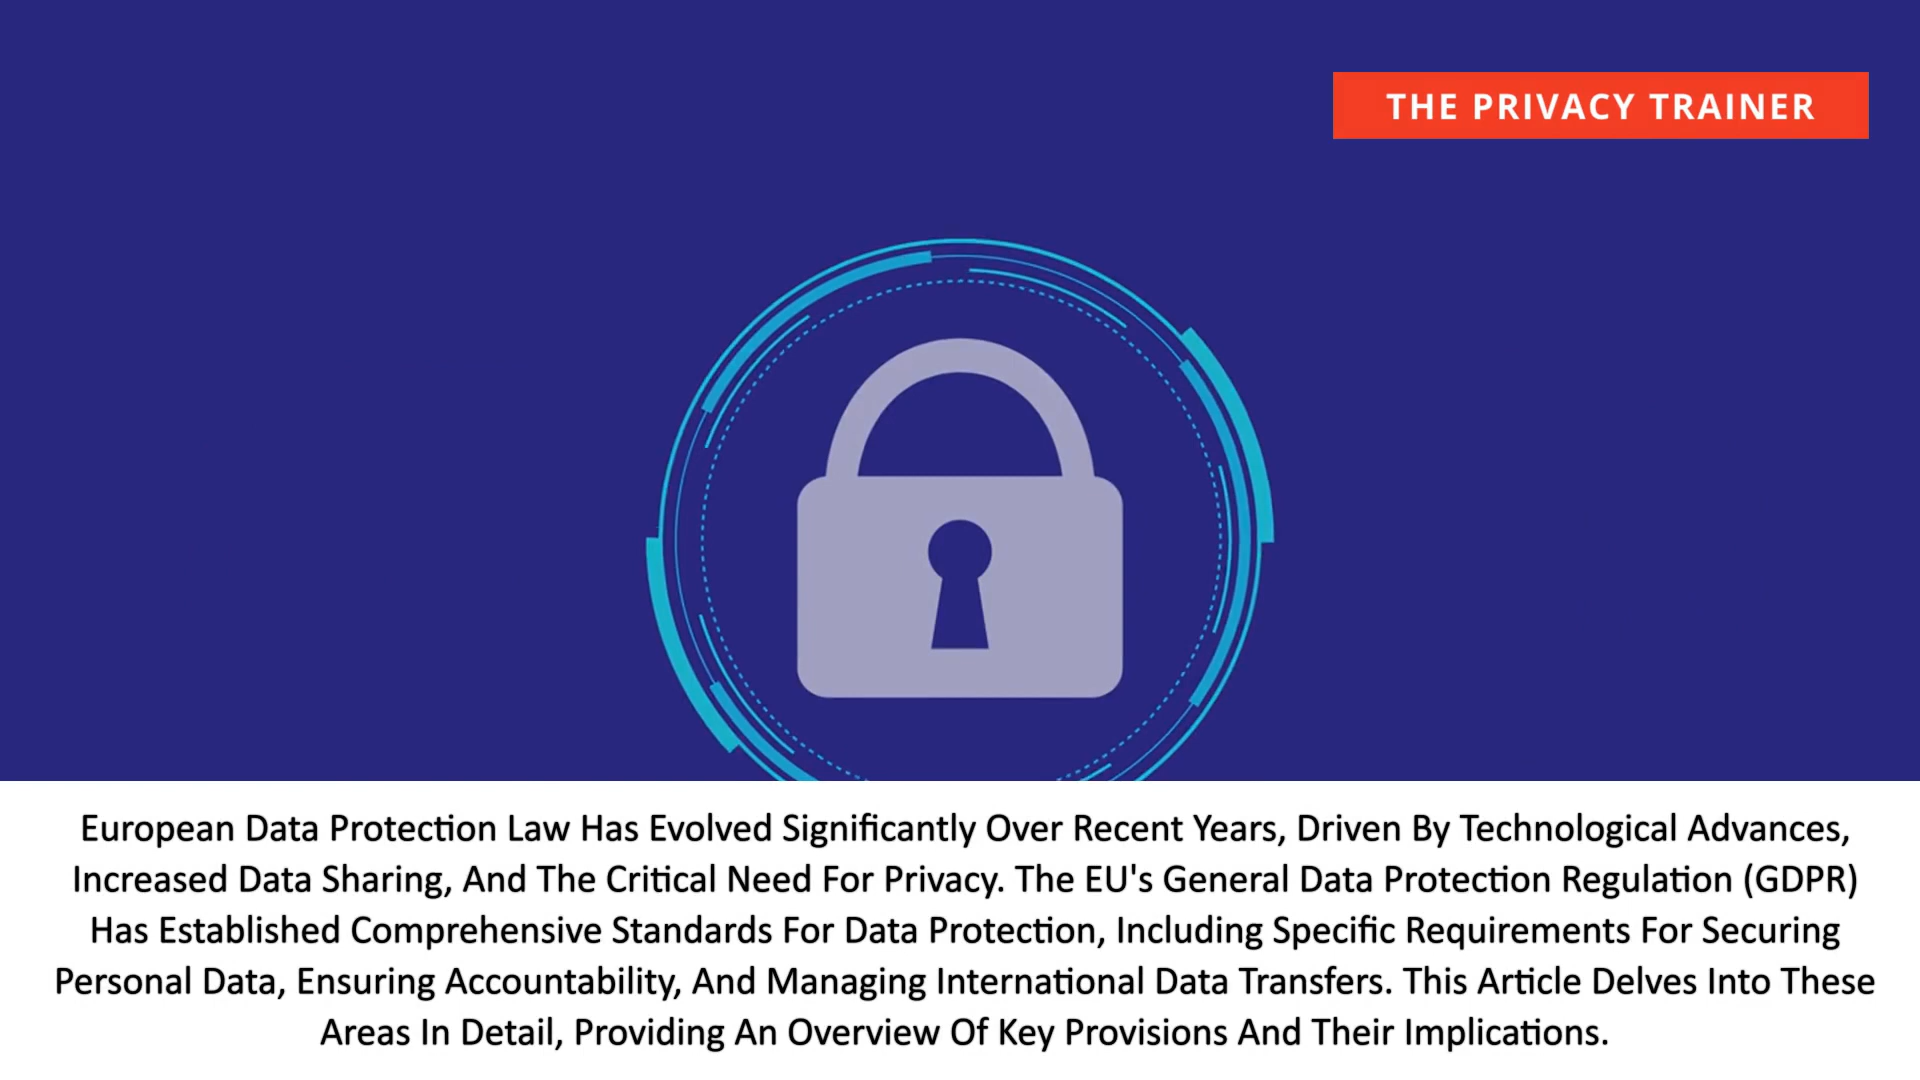 THE PRIVACY TRAINER
European Data Protection Law Has Evolved Significantly Over Recent Years, Driven By Technological Advances,
Increased Data Sharing, And The Critical Need For Privacy. The EU's General Data Protection Regulation (GDPR)
Has Established Comprehensive Standards For Data Protection, Including Specific Requirements For Securing
Personal Data, Ensuring Accountability, And Managing International Data Transfers. This Article Delves Into These
Areas In Detail, Providing An Overview Of Key Provisions And Their Implications.